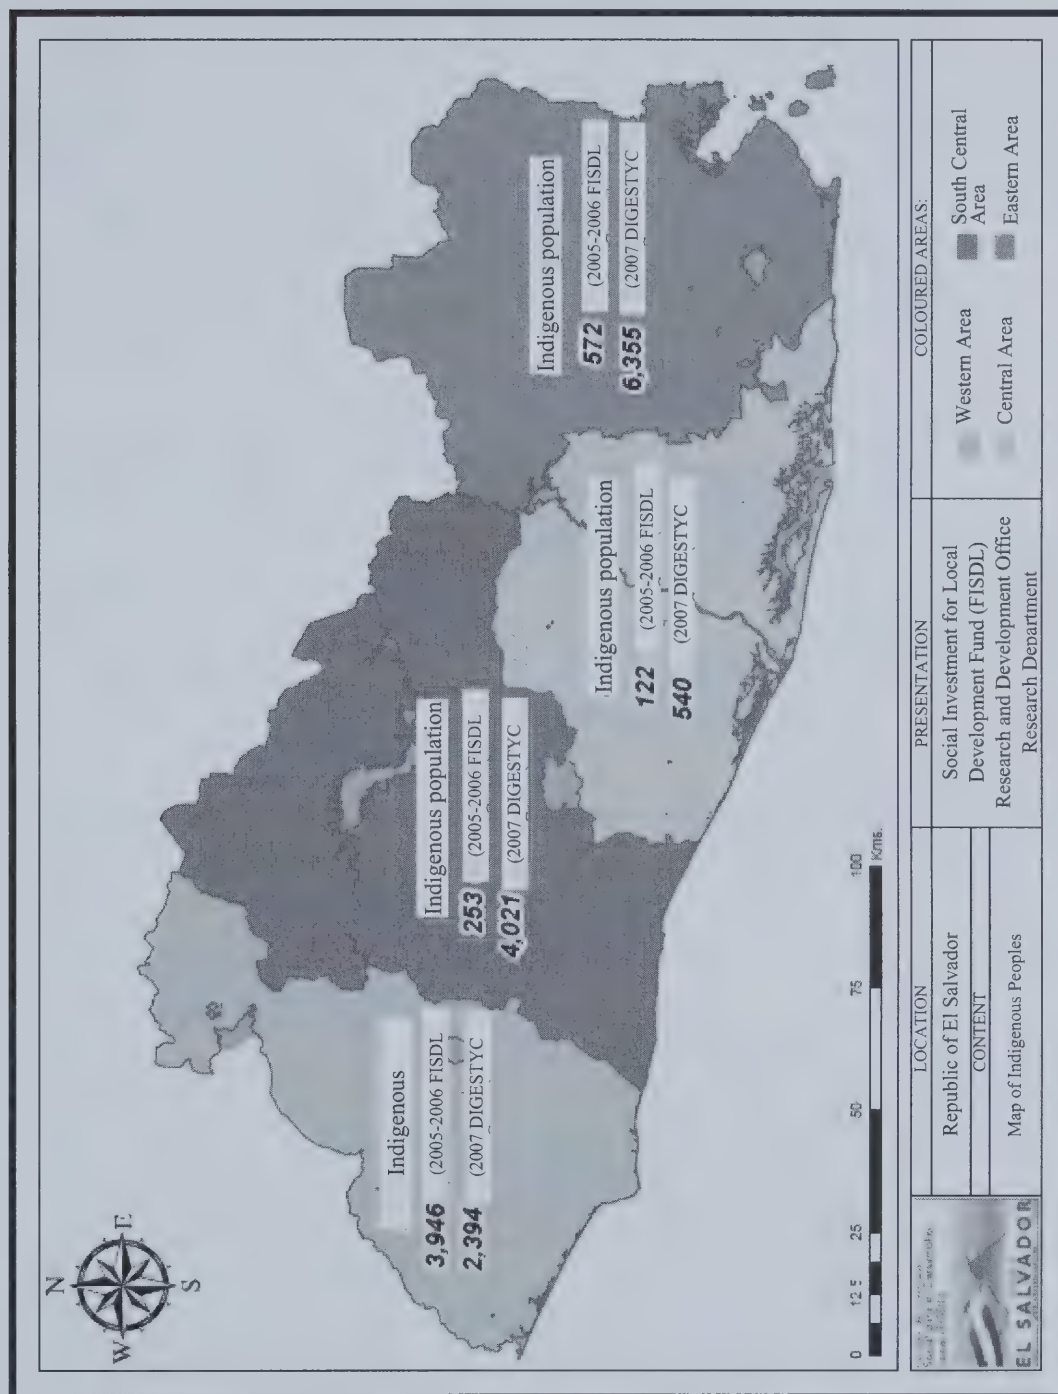 N
W
E
S
Indigenous
3,946 (2005-2006 FISDL
2,394 (2007 DIGESTYC
Indigenous population
253 (2005-2006 FISDL
4,021 (2007 DIGESTYC
Indigenous population
122 (2005-2006 FISDL
540 (2007 DIGESTYC
Indigenous population
572 (2005-2006 FISDL
6,355 (2007 DIGESTYC
0 12.5 25 50 75 100
Kms.
EL SALVADOR
LOCATION
Republic of El Salvador
CONTENT
Map of Indigenous Peoples
PRESENTATION
Social Investment for Local
Development Fund (FISDL)
Research and Development Office
Research Department
COLOURED AREAS:
Western Area
South Central
Area
Central Area
Eastern Area